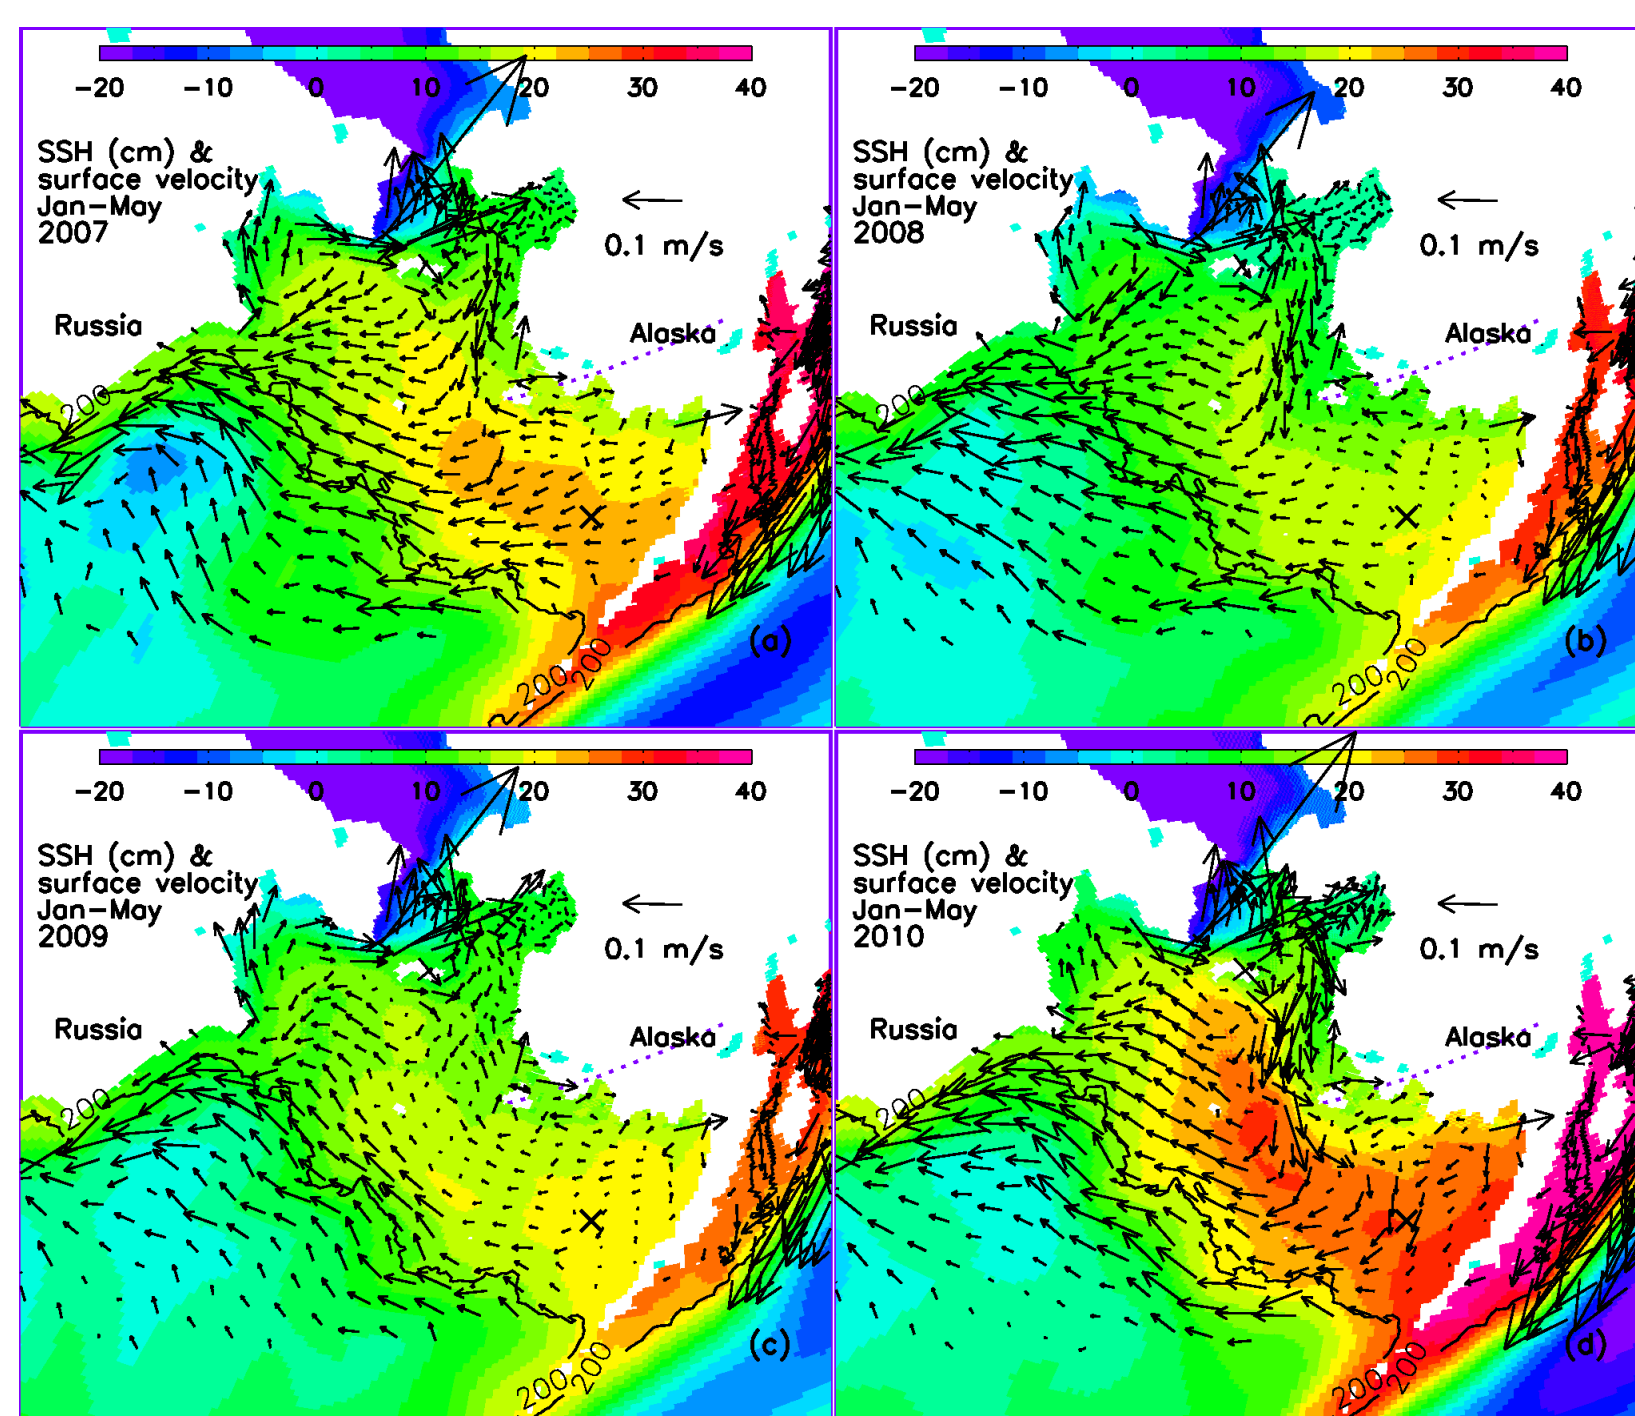 -20 -10 0 10 20 30 40
SSH (cm) &
surface velocity
Jan-May
2007
0.1 m/s
Russia
Alaska
200
(a)
200
200
-20 -10 0 10 20 30 40
SSH (cm) &
surface velocity
Jan-May
2008
0.1 m/s
Russia
Alaska
200
(b)
200
200
-20 -10 0 10 20 30 40
SSH (cm) &
surface velocity
Jan-May
2009
0.1 m/s
Russia
Alaska
200
(c)
200
200
-20 -10 0 10 20 30 40
SSH (cm) &
surface velocity
Jan-May
2010
0.1 m/s
Russia
Alaska
200
(d)
200
200